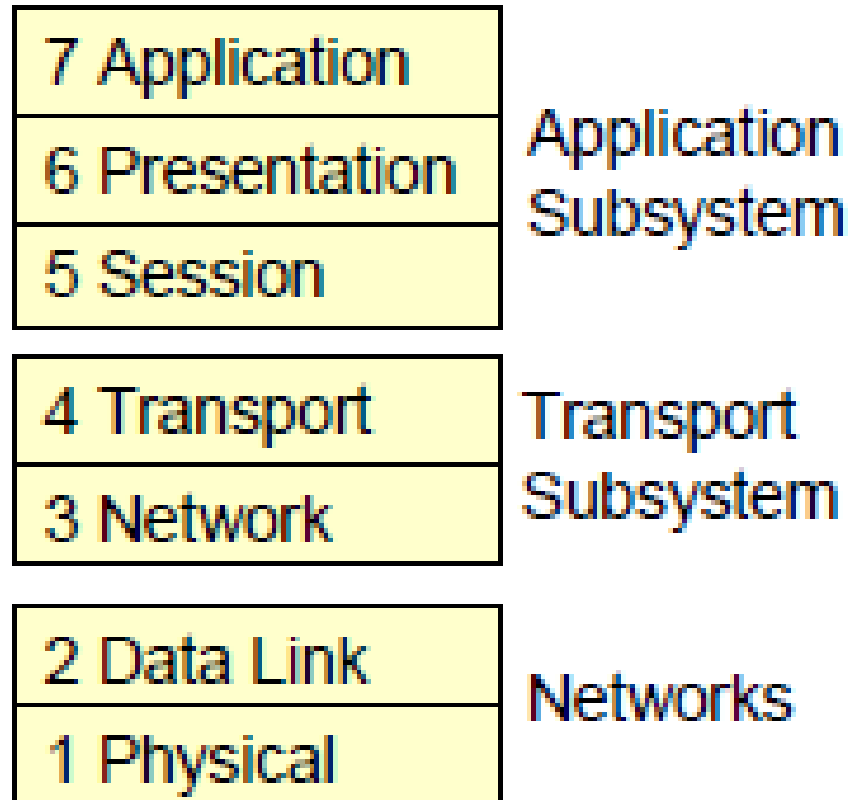 7 Application
6 Presentation
5 Session
Application
Subsystem
4 Transport
3 Network
Transport
Subsystem
2 Data Link
1 Physical
Networks